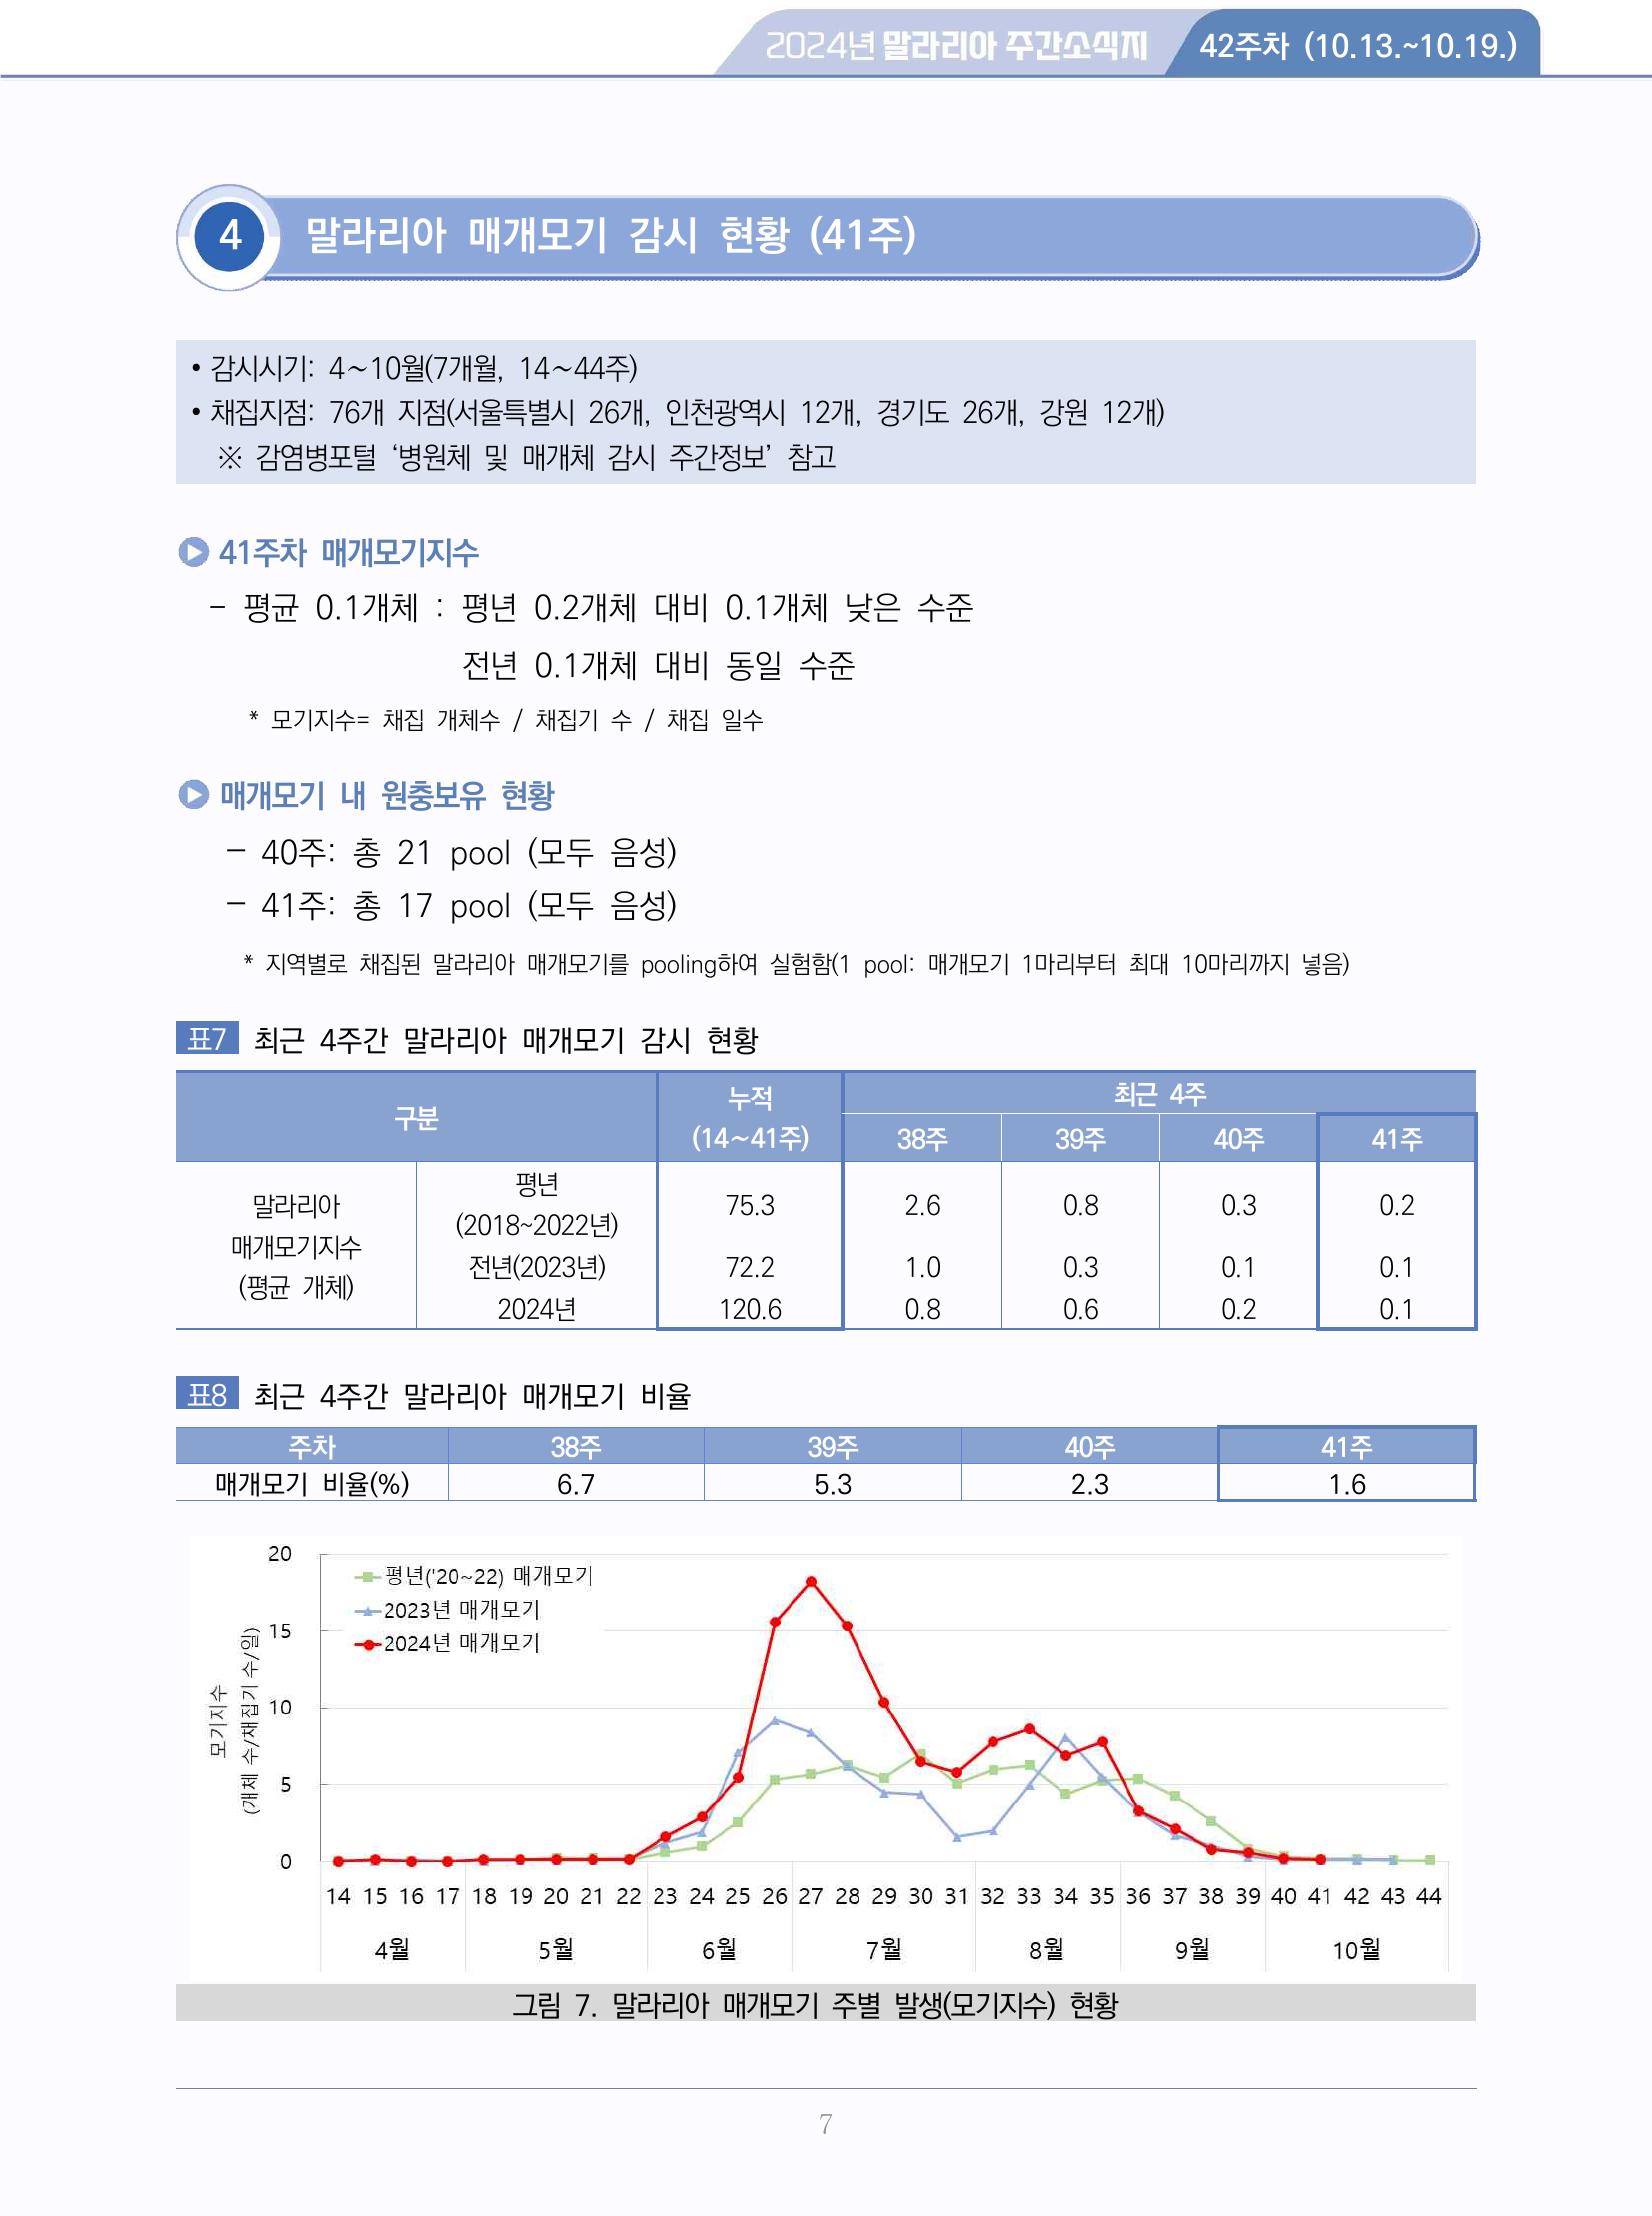 2024년 말라리아 주간소식지 42주차 (10.13.~10.19.)
4 말라리아 매개모기 감시 현황 (41주)
• 감시시기: 4~10월(7개월, 14~44주)
• 채집지점: 76개 지점(서울특별시 26개, 인천광역시 12개, 경기도 26개, 강원 12개)
※ 감염병포털 ‘병원체 및 매개체 감시 주간정보’ 참고
41주차 매개모기지수
- 평균 0.1개체 : 평년 0.2개체 대비 0.1개체 낮은 수준
전년 0.1개체 대비 동일 수준
* 모기지수= 채집 개체수 / 채집기 수 / 채집 일수
매개모기 내 원충보유 현황
- 40주: 총 21 pool (모두 음성)
- 41주: 총 17 pool (모두 음성)
* 지역별로 채집된 말라리아 매개모기를 pooling하여 실험함(1 pool: 매개모기 1마리부터 최대 10마리까지 넣음)
표7 최근 4주간 말라리아 매개모기 감시 현황
구분 누적 (14~41주) 최근 4주
38주 39주 40주 41주
말라리아 매개모기지수 (평균 개체)
평년 (2018~2022년) 75.3 2.6 0.8 0.3 0.2
전년(2023년) 72.2 1.0 0.3 0.1 0.1
2024년 120.6 0.8 0.6 0.2 0.1
표8 최근 4주간 말라리아 매개모기 비율
주차 38주 39주 40주 41주
매개모기 비율(%) 6.7 5.3 2.3 1.6
모기지수
(개체 수/채집기 수/일)
20
15
10
5
0
평년('20~22) 매개모기
2023년 매개모기
2024년 매개모기
14 15 16 17 18 19 20 21 22 23 24 25 26 27 28 29 30 31 32 33 34 35 36 37 38 39 40 41 42 43 44
4월 5월 6월 7월 8월 9월 10월
그림 7. 말라리아 매개모기 주별 발생(모기지수) 현황
7